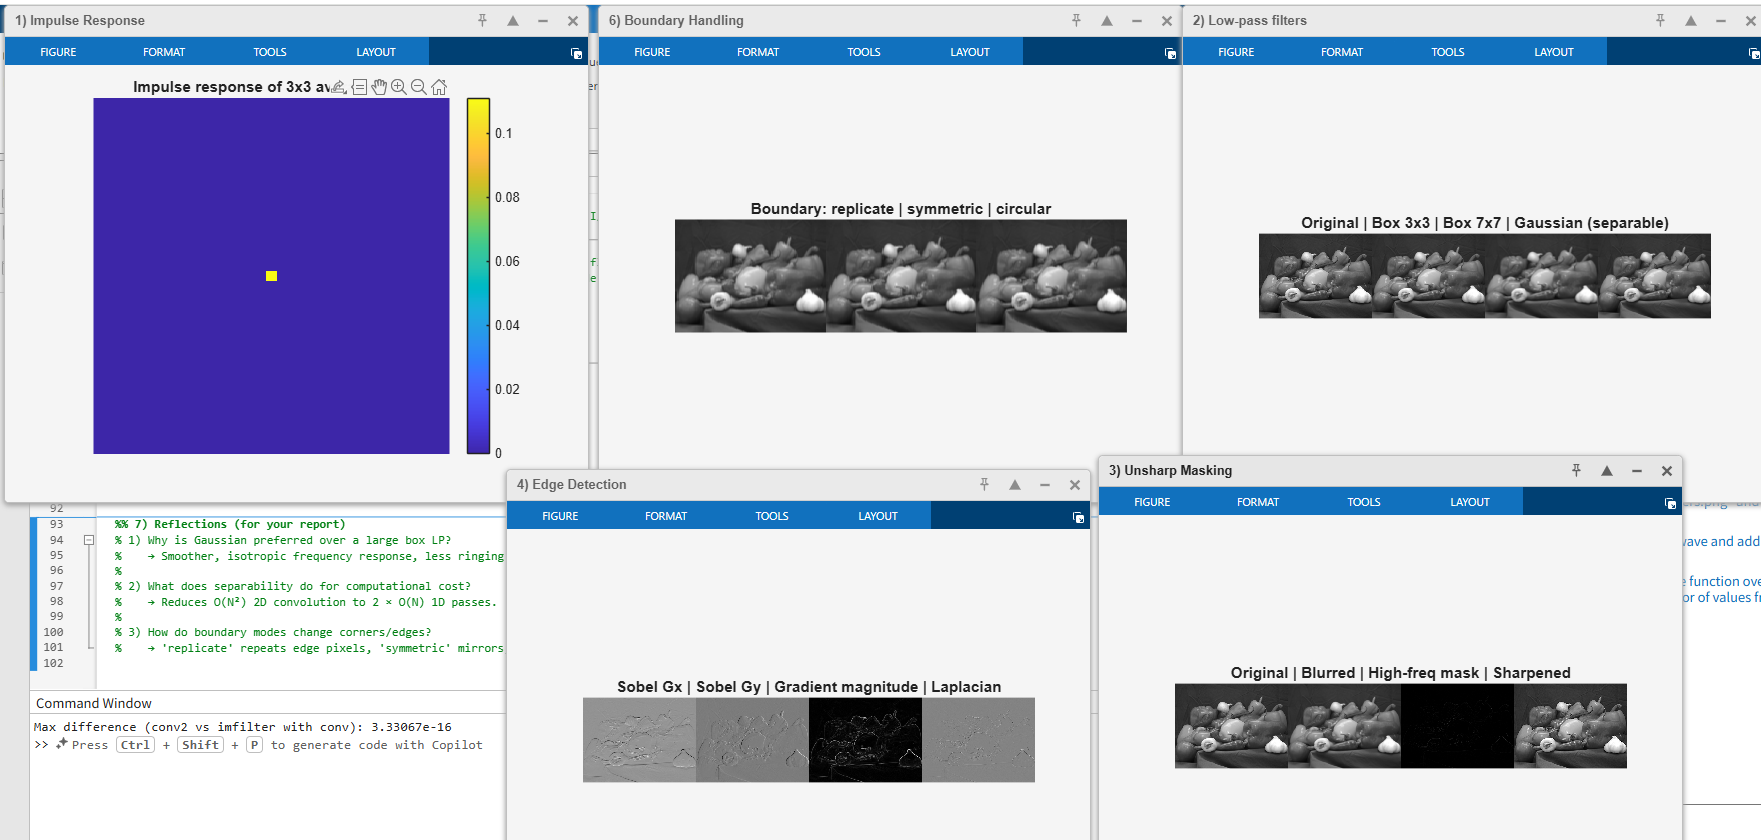 1) Impulse Response
FIGURE FORMAT TOOLS LAYOUT
Impulse response of 3x3 av
0.1
0.08
0.06
0.04
0.02
0
6) Boundary Handling
FIGURE FORMAT TOOLS LAYOUT
Boundary: replicate | symmetric | circular
2) Low-pass filters
FIGURE FORMAT TOOLS LAYOUT
Original | Box 3x3 | Box 7x7 | Gaussian (separable)
4) Edge Detection
FIGURE FORMAT TOOLS LAYOUT
Sobel Gx | Sobel Gy | Gradient magnitude | Laplacian
3) Unsharp Masking
FIGURE FORMAT TOOLS LAYOUT
Original | Blurred | High-freq mask | Sharpened
92
93 %% 7) Reflections (for your report)
94 % 1) Why is Gaussian preferred over a large box LP?
95 % → Smoother, isotropic frequency response, less ringing
96 %
97 % 2) What does separability do for computational cost?
98 % → Reduces O(N²) 2D convolution to 2 × O(N) 1D passes.
99 %
100 % 3) How do boundary modes change corners/edges?
101 % → 'replicate' repeats edge pixels, 'symmetric' mirrors
102
Command Window
Max difference (conv2 vs imfilter with conv): 3.33067e-16
>> Press Ctrl + Shift + P to generate code with Copilot
wave and add
function ove
or of values f